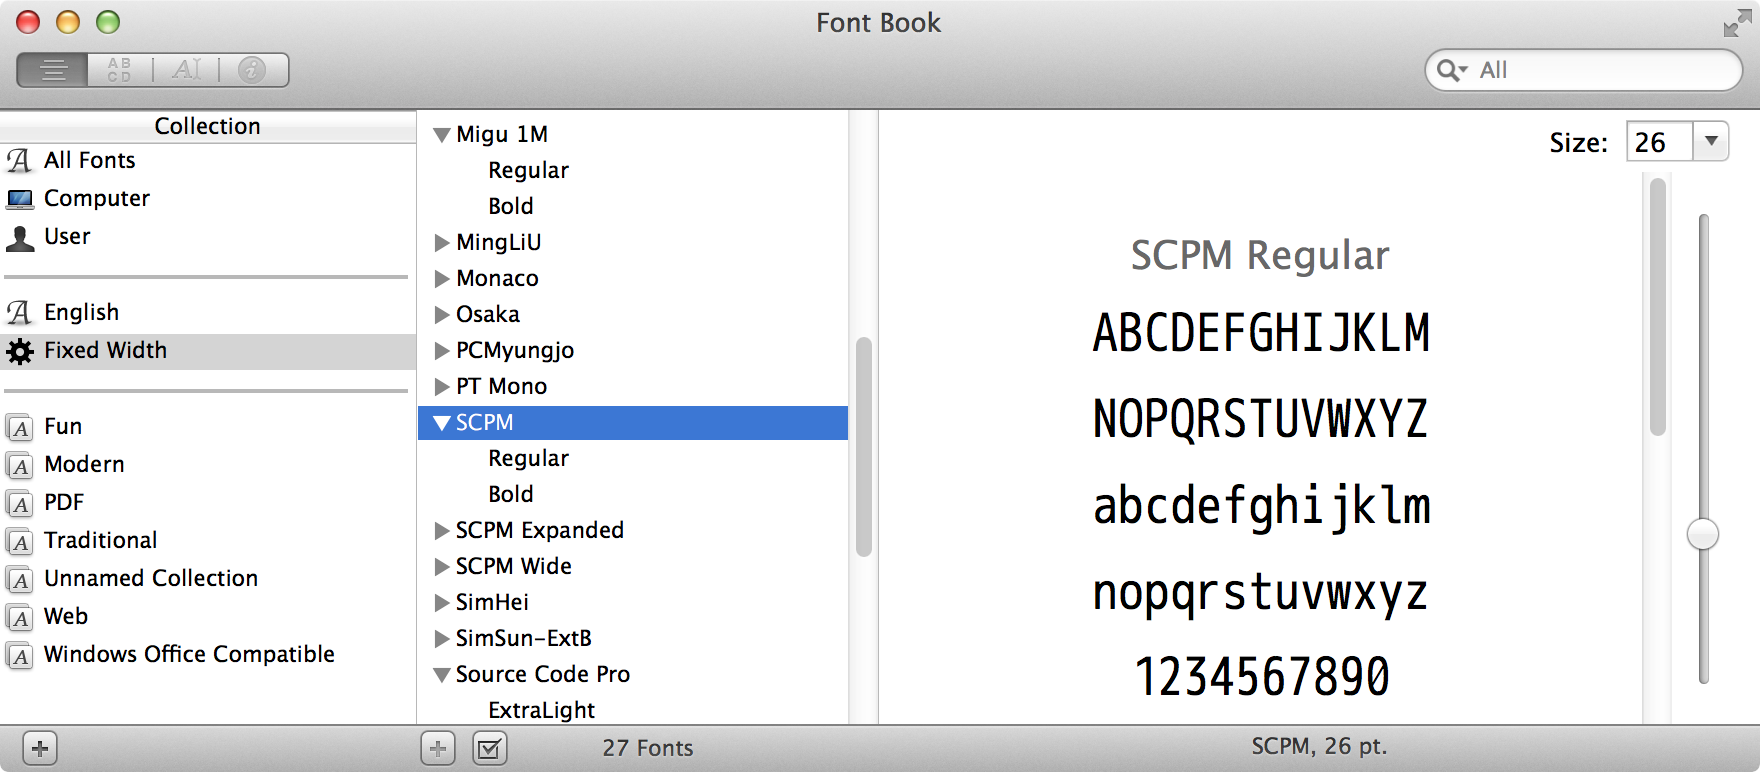 Font Book
All
Collection
All Fonts
Computer
User
English
Fixed Width
Fun
Modern
PDF
Traditional
Unnamed Collection
Web
Windows Office Compatible
Migu 1M
Regular
Bold
MingLiU
Monaco
Osaka
PCMyungjo
PT Mono
SCPM
Regular
Bold
SCPM Expanded
SCPM Wide
SimHei
SimSun-ExtB
Source Code Pro
ExtraLight
27 Fonts
Size: 26
SCPM Regular
ABCDEFGHIJKLM
NOPQRSTUVWXYZ
abcdefghijklm
nopqrstuvwxyz
1234567890
SCPM, 26 pt.